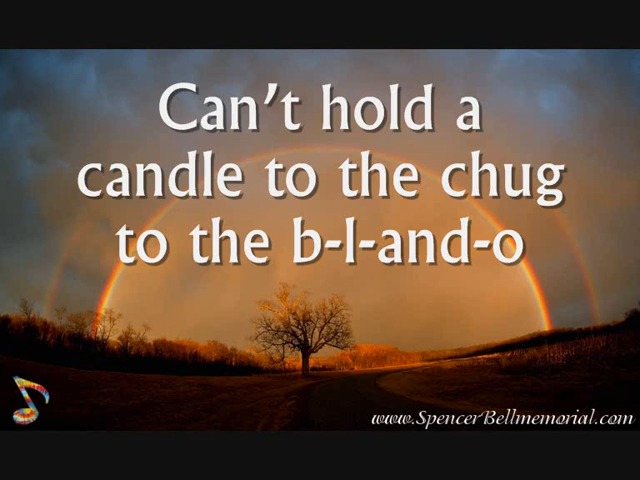 Can't hold a
candle to the chug
to the b-l-and-o
www.SpencerBellmemorial.com